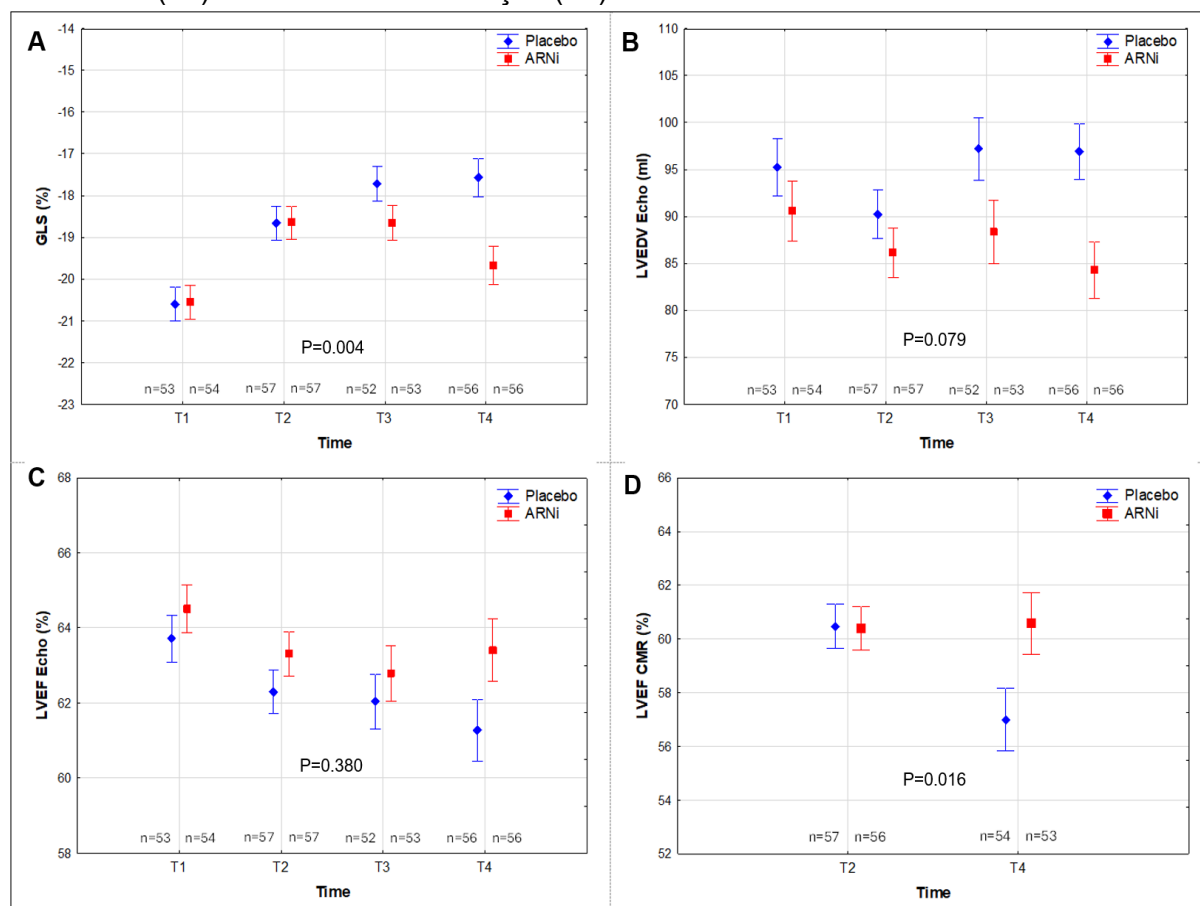 A
Placebo
ARNi
GLS (%)
-14
-15
-16
-17
-18
-19
-20
-21
-22
-23
P=0.004
n=53 n=54 n=57 n=57 n=52 n=53 n=56 n=56
T1 T2 T3 T4
Time
B
Placebo
ARNi
LVEDV Echo (ml)
110
105
100
95
90
85
80
75
70
P=0.079
n=53 n=54 n=57 n=57 n=52 n=53 n=56 n=56
T1 T2 T3 T4
Time
C
Placebo
ARNi
LVEF Echo (%)
68
66
64
62
60
58
P=0.380
n=53 n=54 n=57 n=57 n=52 n=53 n=56 n=56
T1 T2 T3 T4
Time
D
Placebo
ARNi
LVEF CMR (%)
66
64
62
60
58
56
54
52
P=0.016
n=57 n=56 n=54 n=53
T2 T4
Time